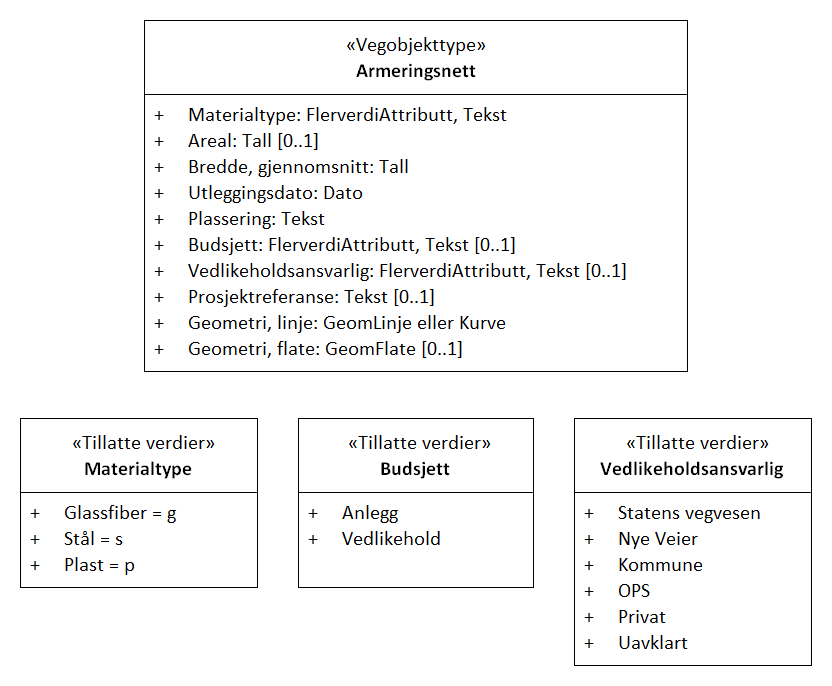 «Vegobjekttype»
Armeringsnett
+ Materialtype: FlerverdiAttributt, Tekst
+ Areal: Tall [0..1]
+ Bredde, gjennomsnitt: Tall
+ Utleggingsdato: Dato
+ Plassering: Tekst
+ Budsjett: FlerverdiAttributt, Tekst [0..1]
+ Vedlikeholdsansvarlig: FlerverdiAttributt, Tekst [0..1]
+ Prosjektreferanse: Tekst [0..1]
+ Geometri, linje: GeomLinje eller Kurve
+ Geometri, flate: GeomFlate [0..1]
«Tillatte verdier»
Materialtype
+ Glassfiber = g
+ Stål = s
+ Plast = p
«Tillatte verdier»
Budsjett
+ Anlegg
+ Vedlikehold
«Tillatte verdier»
Vedlikeholdsansvarlig
+ Statens vegvesen
+ Nye Veier
+ Kommune
+ OPS
+ Privat
+ Uavklart